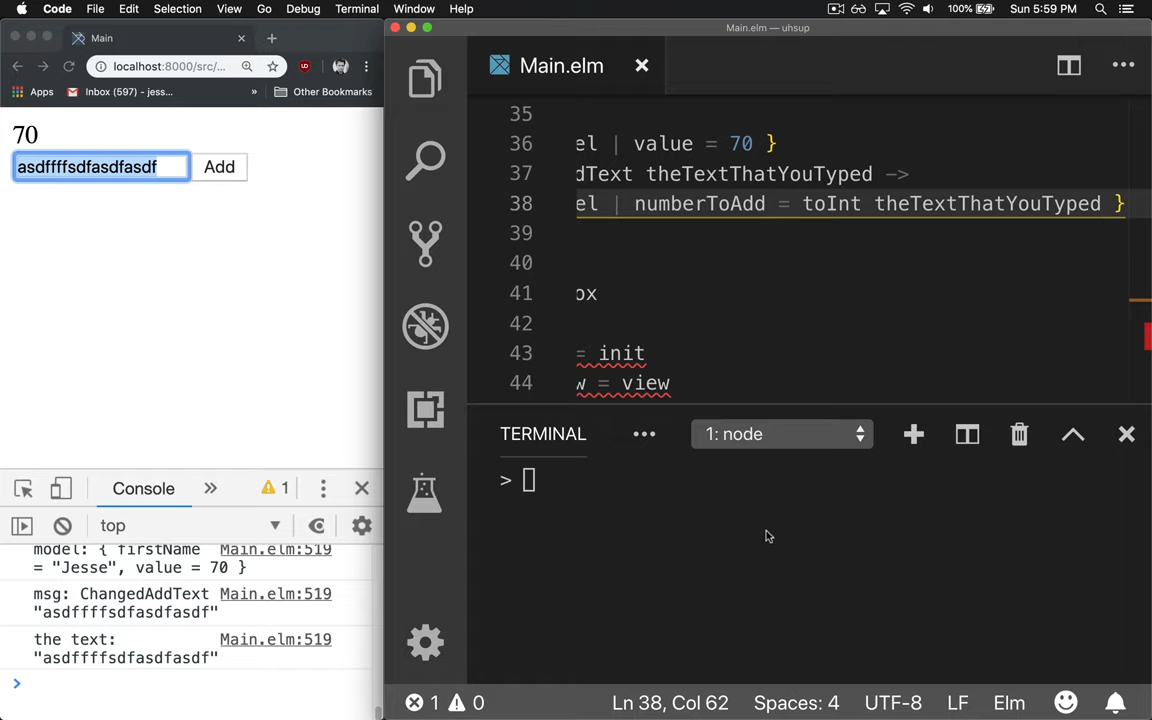 Code File Edit Selection View Go Debug Terminal Window Help 100% Sun 5:59 PM
Main
Main.elm — uhsup
localhost:8000/src/...
Apps Inbox (597) - jess... » Other Bookmarks
Main.elm
70
asdffffsdfasdfasdf Add
35
36 el | value = 70 }
37 dText theTextThatYouTyped ->
38 el | numberToAdd = toInt theTextThatYouTyped }
39
40
41 ox
42
43 = init
44 w = view
TERMINAL ... 1: node
> 
Console » 1
top
model: { firstName Main.elm:519
= "Jesse", value = 70 }
msg: ChangedAddText Main.elm:519
"asdffffsdfasdfasdf"
the text: Main.elm:519
"asdffffsdfasdfasdf"
>
1 0 Ln 38, Col 62 Spaces: 4 UTF-8 LF Elm